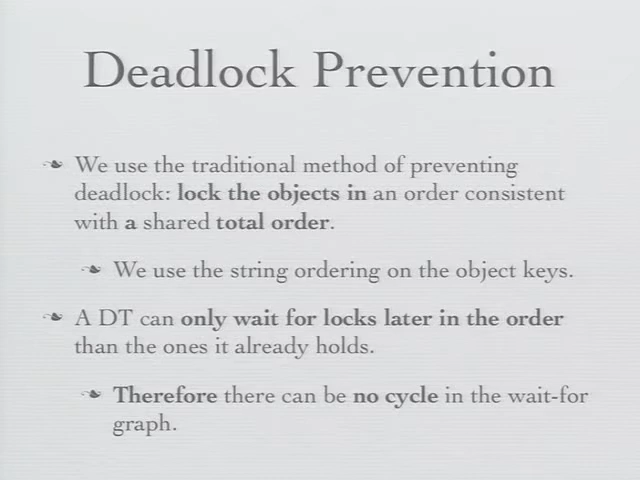 Deadlock Prevention
We use the traditional method of preventing
deadlock: lock the objects in an order consistent
with a shared total order.
We use the string ordering on the object keys.
A DT can only wait for locks later in the order
than the ones it already holds.
Therefore there can be no cycle in the wait-for
graph.